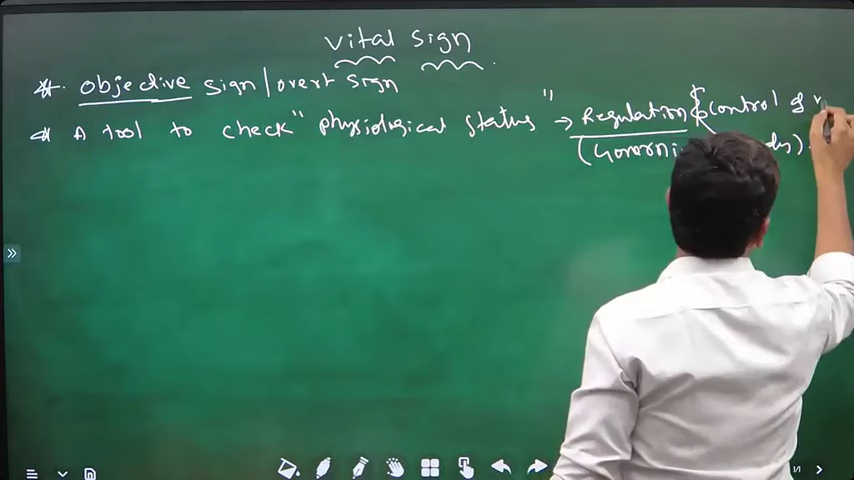 vital sign
objective sign/overt sign
A tool to check "physiological status" → Regulation & control of v